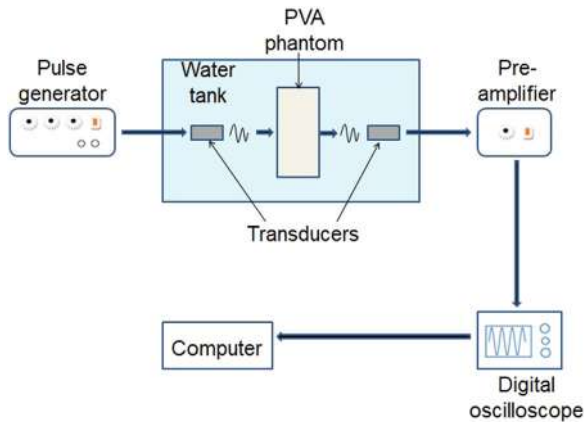 PVA
phantom
Pulse
generator
Water
tank
Pre-
amplifier
Transducers
Computer
Digital
oscilloscope